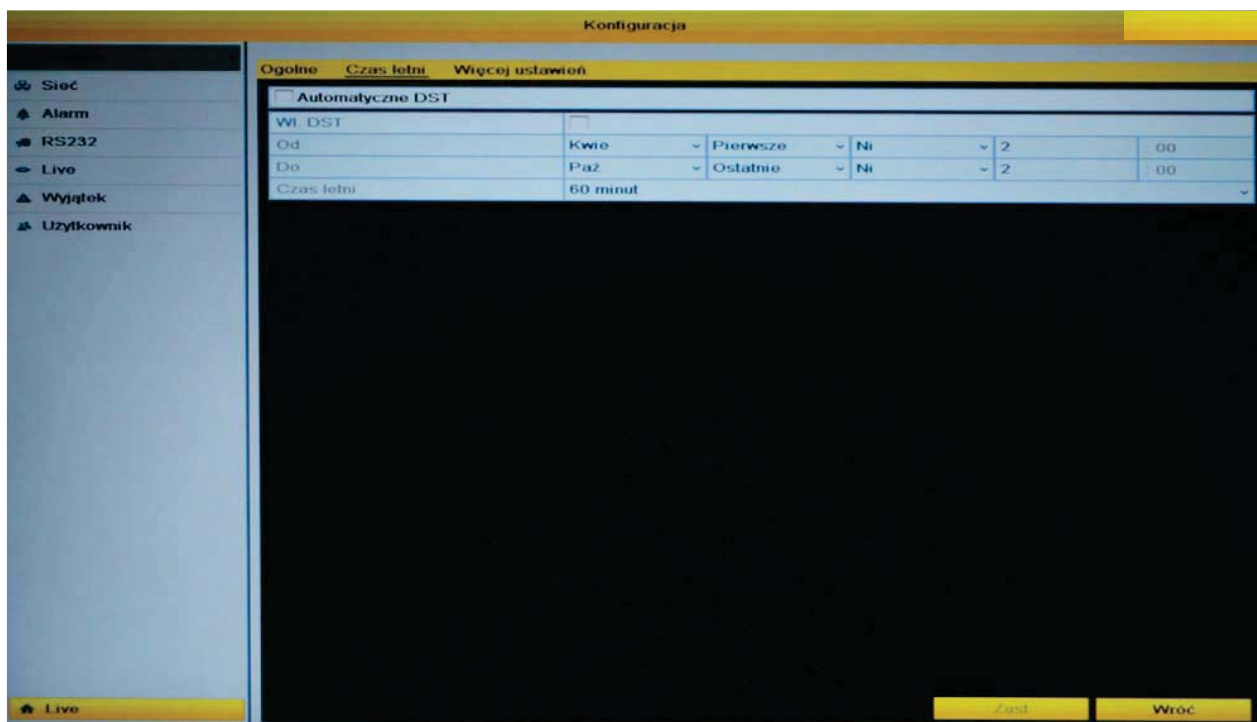 Konfiguracja
Ogolne Czas letni Więcej ustawień
Sieć
Alarm
RS232
Live
Wyjątek
Użytkownik
Automatyczne DST
Wł. DST
Od Kwie Pierwsze Ni 2 : 00
Do Paź Ostatnie Ni 2 : 00
Czas letni 60 minut
Live
Zast
Wróć